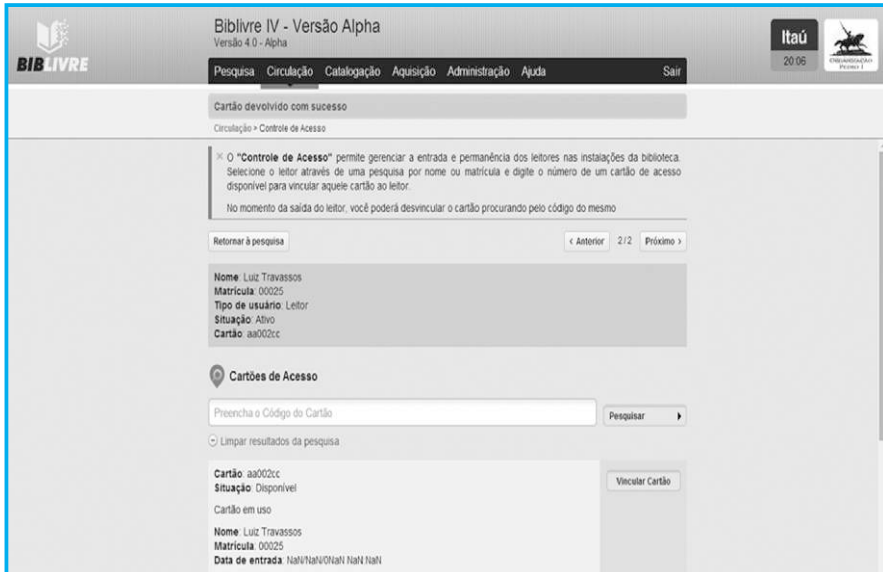 BIBLIVRE
Biblivre IV - Versão Alpha
Versão 4.0 - Alpha
Itaú
20:06
ORGANIZAÇÃO
PEDRO I
Pesquisa Circulação Catalogação Aquisição Administração Ajuda Sair
Cartão devolvido com sucesso
Circulação > Controle de Acesso
× O "Controle de Acesso" permite gerenciar a entrada e permanência dos leitores nas instalações da biblioteca.
Selecione o leitor através de uma pesquisa por nome ou matrícula e digite o número de um cartão de acesso
disponível para vincular aquele cartão ao leitor.
No momento da saída do leitor, você poderá desvincular o cartão procurando pelo código do mesmo
Retornar à pesquisa
‹ Anterior 2/2 Próximo ›
Nome: Luiz Travassos
Matrícula: 00025
Tipo de usuário: Leitor
Situação: Ativo
Cartão: aa002cc
Cartões de Acesso
Preencha o Código do Cartão
Pesquisar
Limpar resultados da pesquisa
Cartão: aa002cc
Situação: Disponível
Vincular Cartão
Cartão em uso
Nome: Luiz Travassos
Matrícula: 00025
Data de entrada: NaN/NaN/0NaN NaN:NaN